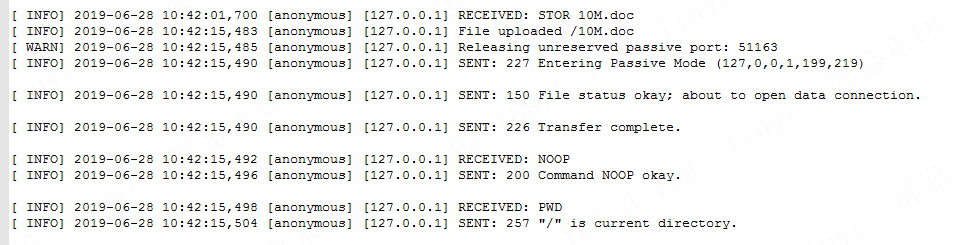 [ INFO] 2019-06-28 10:42:01,700 [anonymous] [127.0.0.1] RECEIVED: STOR 10M.doc
[ INFO] 2019-06-28 10:42:15,483 [anonymous] [127.0.0.1] File uploaded /10M.doc
[ WARN] 2019-06-28 10:42:15,485 [anonymous] [127.0.0.1] Releasing unreserved passive port: 51163
[ INFO] 2019-06-28 10:42:15,490 [anonymous] [127.0.0.1] SENT: 227 Entering Passive Mode (127,0,0,1,199,219)
[ INFO] 2019-06-28 10:42:15,490 [anonymous] [127.0.0.1] SENT: 150 File status okay; about to open data connection.
[ INFO] 2019-06-28 10:42:15,490 [anonymous] [127.0.0.1] SENT: 226 Transfer complete.
[ INFO] 2019-06-28 10:42:15,492 [anonymous] [127.0.0.1] RECEIVED: NOOP
[ INFO] 2019-06-28 10:42:15,496 [anonymous] [127.0.0.1] SENT: 200 Command NOOP okay.
[ INFO] 2019-06-28 10:42:15,498 [anonymous] [127.0.0.1] RECEIVED: PWD
[ INFO] 2019-06-28 10:42:15,504 [anonymous] [127.0.0.1] SENT: 257 "/" is current directory.